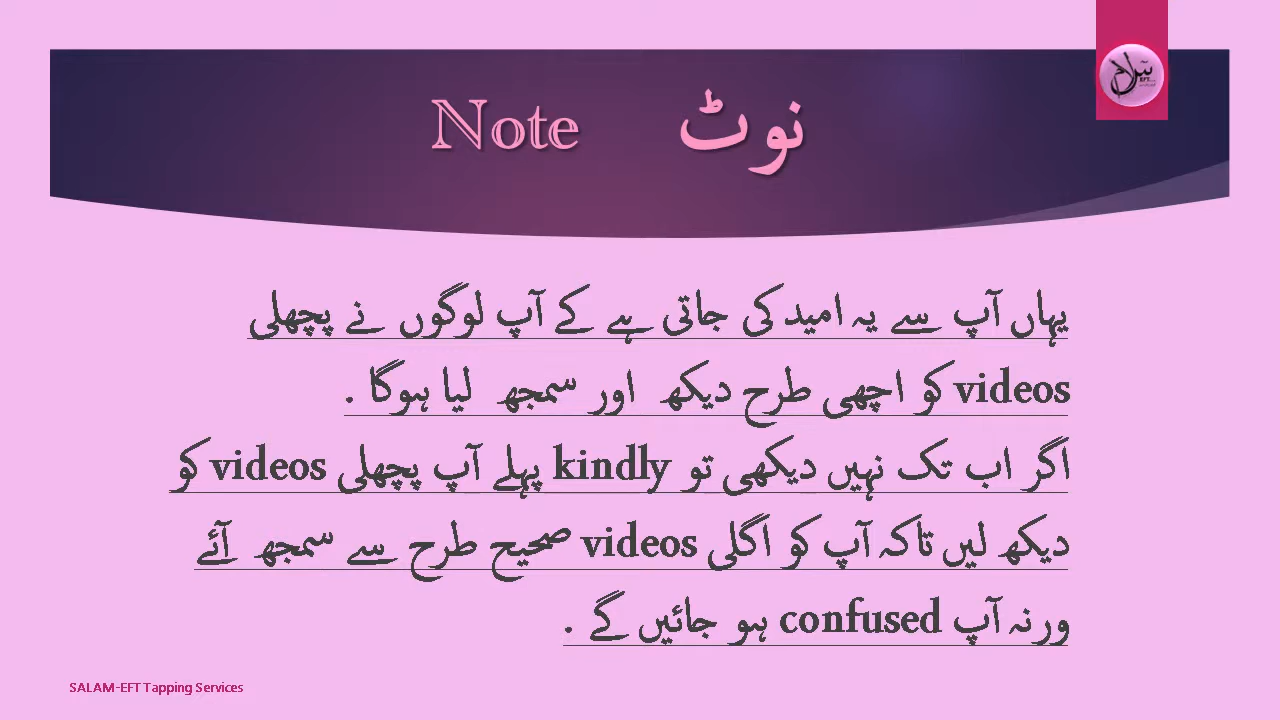 نوٹ Note
یہاں آپ سے یہ امید کی جاتی ہے کے آپ لوگوں نے پچھلی
videos کو اچھی طرح دیکھ اور سمجھ لیا ہوگا .
اگر اب تک نہیں دیکھی تو kindly پہلے آپ پچھلی videos کو
دیکھ لیں تاکہ آپ کو اگلی videos صحیح طرح سے سمجھ آئے
ورنہ آپ confused ہو جائیں گے .
SALAM-EFT Tapping Services